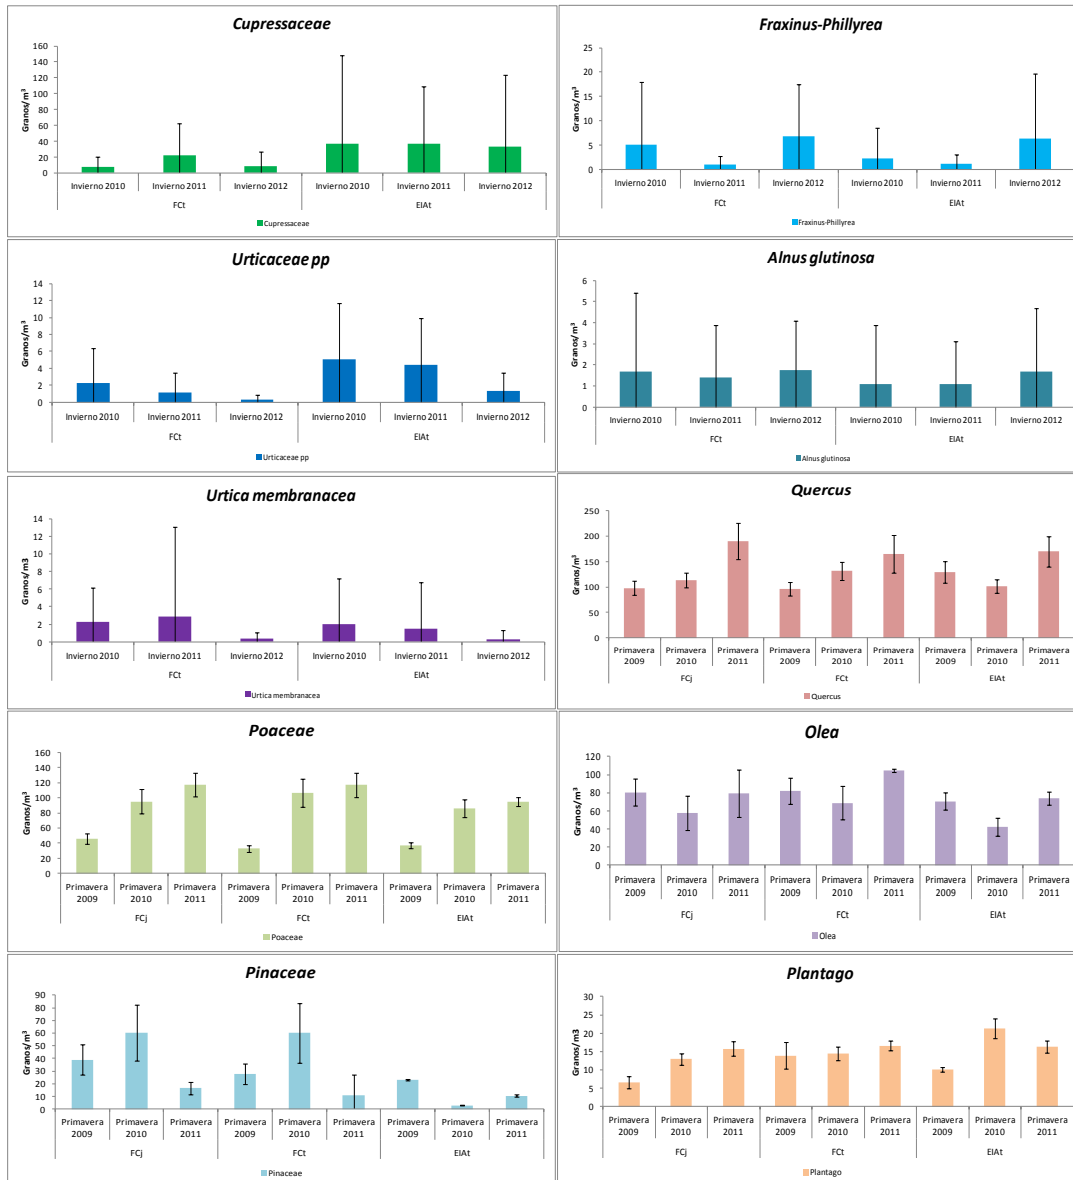 Cupressaceae
Granos/m³
160
140
120
100
80
60
40
20
0
Invierno 2010 Invierno 2011 Invierno 2012 Invierno 2010 Invierno 2011 Invierno 2012
FCt EIAt
Cupressaceae
Fraxinus-Phillyrea
Granos/m³
25
20
15
10
5
0
Invierno 2010 Invierno 2011 Invierno 2012 Invierno 2010 Invierno 2011 Invierno 2012
FCt EIAt
Fraxinus-Phillyrea
Urticaceae pp
Granos/m³
14
12
10
8
6
4
2
0
Invierno 2010 Invierno 2011 Invierno 2012 Invierno 2010 Invierno 2011 Invierno 2012
FCt EIAt
Urticaceae pp
Alnus glutinosa
Granos/m³
6
5
4
3
2
1
0
Invierno 2010 Invierno 2011 Invierno 2012 Invierno 2010 Invierno 2011 Invierno 2012
FCt EIAt
Alnus glutinosa
Urtica membranacea
Granos/m3
14
12
10
8
6
4
2
0
Invierno 2010 Invierno 2011 Invierno 2012 Invierno 2010 Invierno 2011 Invierno 2012
FCt EIAt
Urtica membranacea
Quercus
Granos/m³
250
200
150
100
50
0
Primavera Primavera Primavera Primavera Primavera Primavera Primavera Primavera Primavera
2009 2010 2011 2009 2010 2011 2009 2010 2011
FCj FCt EIAt
Quercus
Poaceae
Granos/m³
160
140
120
100
80
60
40
20
0
Primavera Primavera Primavera Primavera Primavera Primavera Primavera Primavera Primavera
2009 2010 2011 2009 2010 2011 2009 2010 2011
FCj FCt EIAt
Poaceae
Olea
Granos/m³
120
100
80
60
40
20
0
Primavera Primavera Primavera Primavera Primavera Primavera Primavera Primavera Primavera
2009 2010 2011 2009 2010 2011 2009 2010 2011
FCj FCt EIAt
Olea
Pinaceae
Granos/m³
90
80
70
60
50
40
30
20
10
0
Primavera Primavera Primavera Primavera Primavera Primavera Primavera Primavera Primavera
2009 2010 2011 2009 2010 2011 2009 2010 2011
FCj FCt EIAt
Pinaceae
Plantago
Granos/m3
30
25
20
15
10
5
0
Primavera Primavera Primavera Primavera Primavera Primavera Primavera Primavera Primavera
2009 2010 2011 2009 2010 2011 2009 2010 2011
FCj FCt EIAt
Plantago